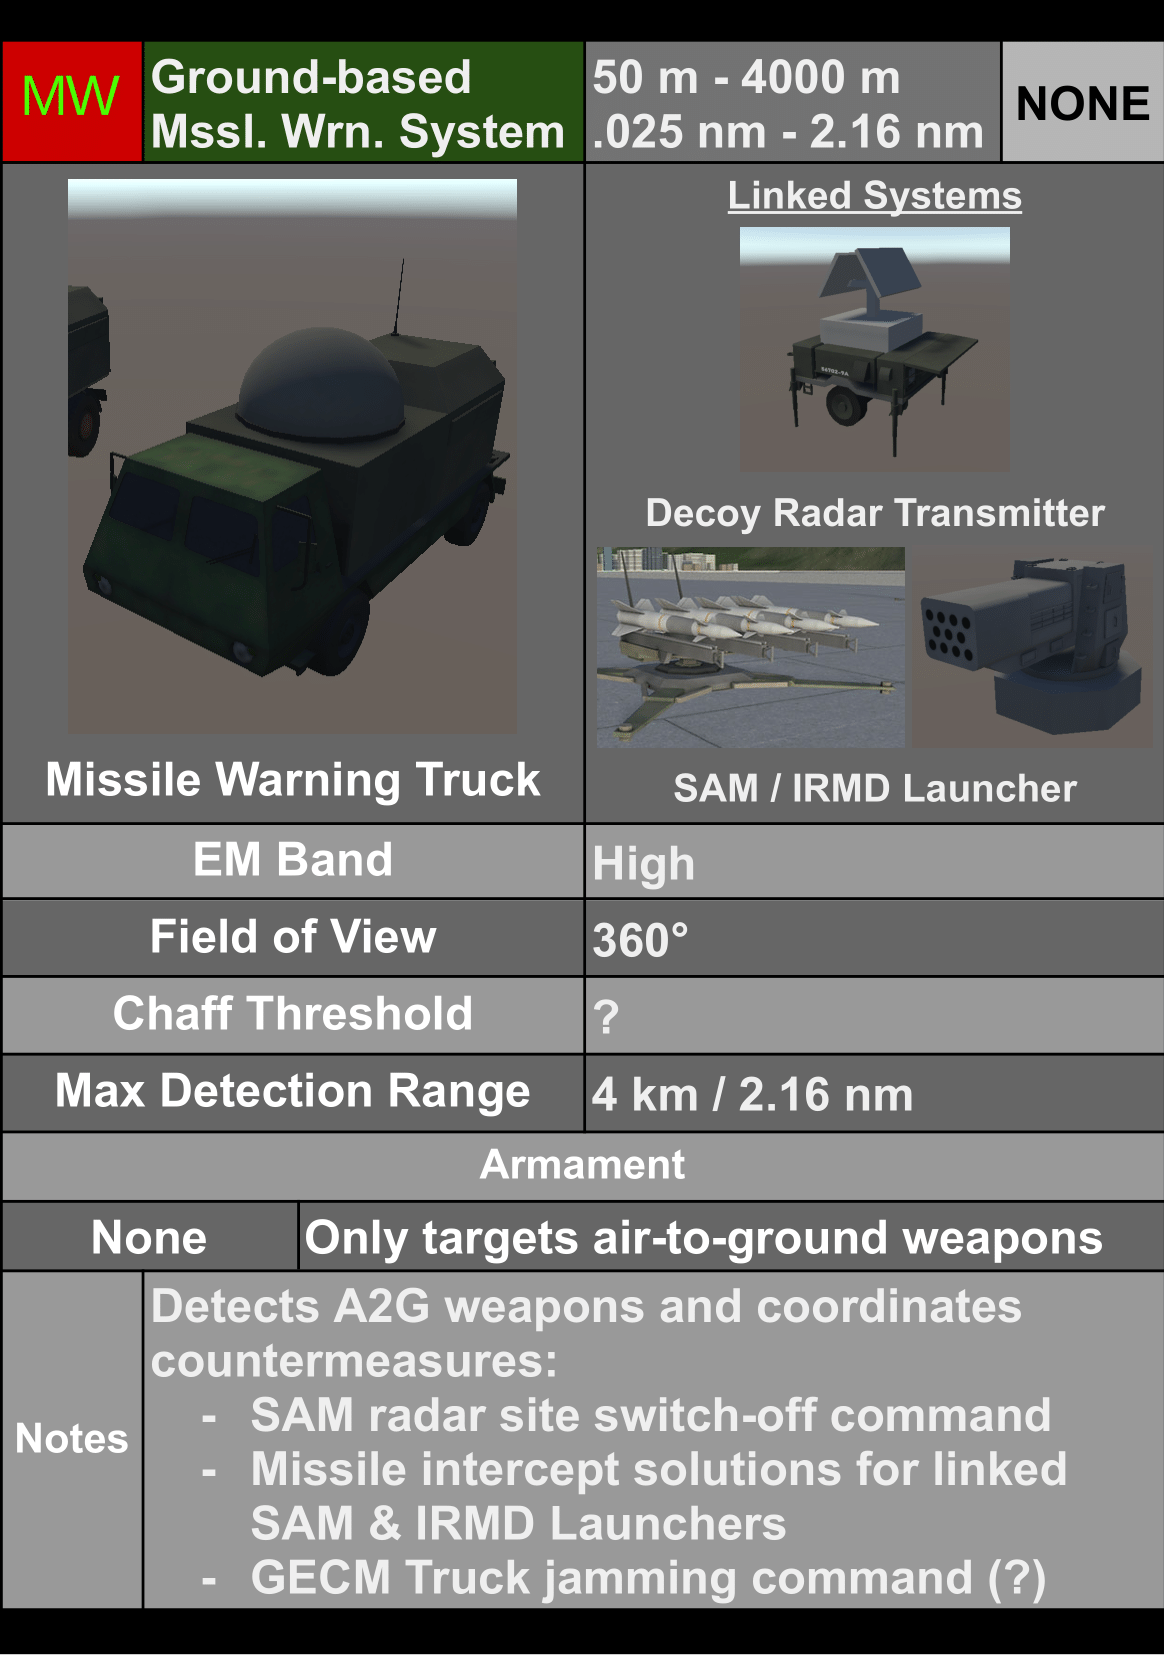 MW
Ground-based
Mssl. Wrn. System
50 m - 4000 m
.025 nm - 2.16 nm
NONE
Missile Warning Truck
Linked Systems
56702-9A
Decoy Radar Transmitter
SAM / IRMD Launcher
EM Band
High
Field of View
360°
Chaff Threshold
?
Max Detection Range
4 km / 2.16 nm
Armament
None
Only targets air-to-ground weapons
Notes
Detects A2G weapons and coordinates
countermeasures:
- SAM radar site switch-off command
- Missile intercept solutions for linked
SAM & IRMD Launchers
- GECM Truck jamming command (?)